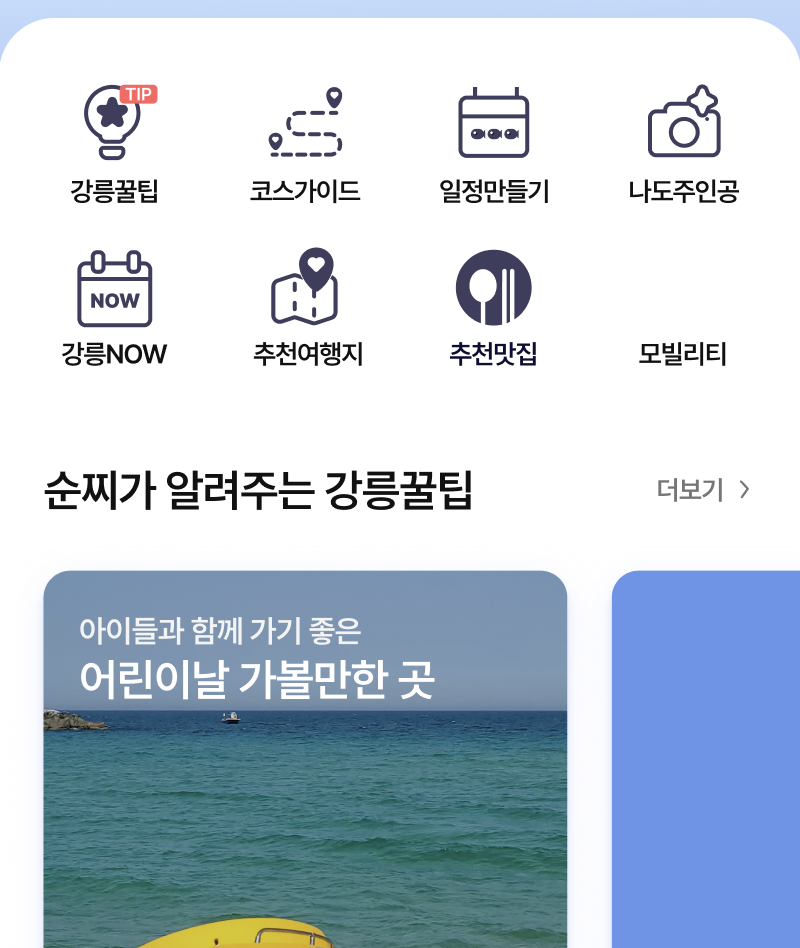 TIP
강릉꿀팁
코스가이드
일정만들기
나도주인공
NOW
강릉NOW
추천여행지
추천맛집
모빌리티
순찌가 알려주는 강릉꿀팁
더보기
아이들과 함께 가기 좋은
어린이날 가볼만한 곳